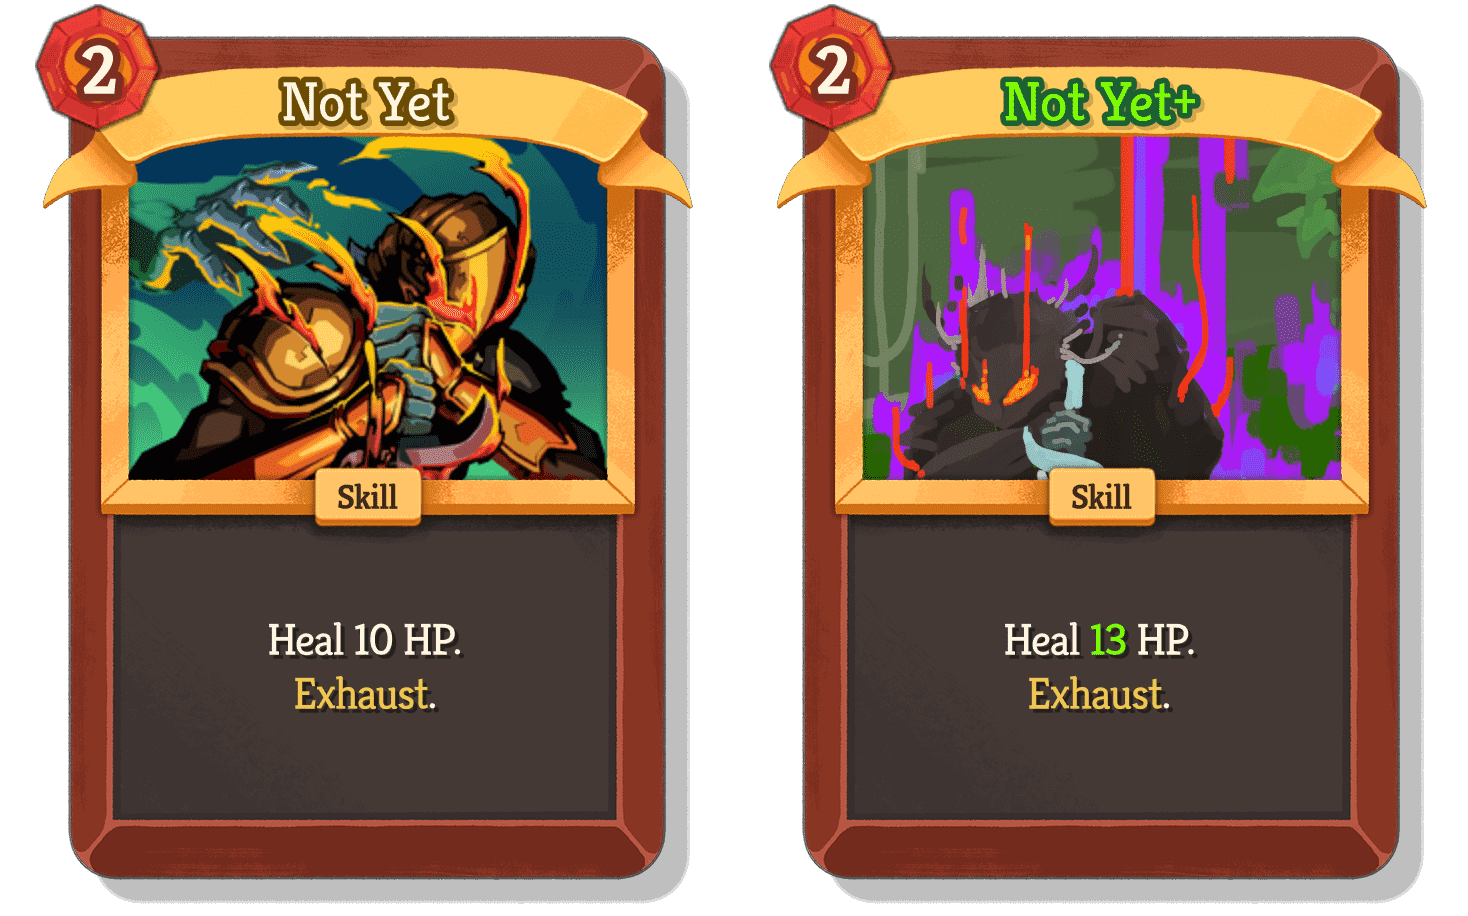 2
Not Yet
Skill
Heal 10 HP.
Exhaust.
2
Not Yet+
Skill
Heal 13 HP.
Exhaust.